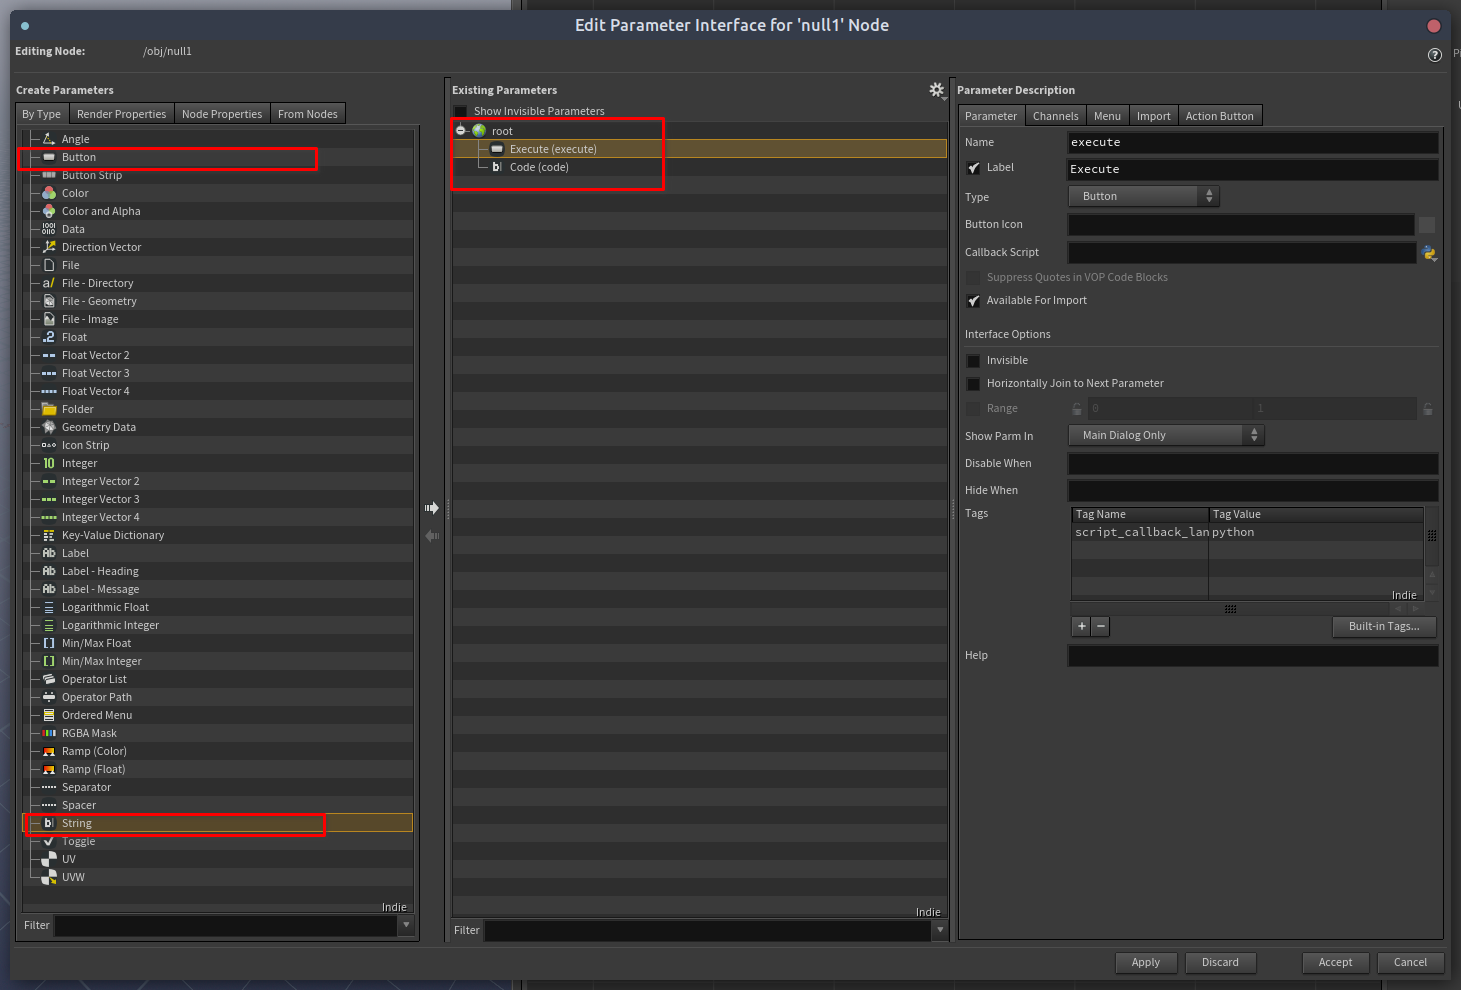 Edit Parameter Interface for 'null1' Node
Editing Node: /obj/null1
Create Parameters
By Type Render Properties Node Properties From Nodes
Angle
Button
Button Strip
Color
Color and Alpha
Data
Direction Vector
File
File - Directory
File - Geometry
File - Image
Float
Float Vector 2
Float Vector 3
Float Vector 4
Folder
Geometry Data
Icon Strip
Integer
Integer Vector 2
Integer Vector 3
Integer Vector 4
Key-Value Dictionary
Label
Label - Heading
Label - Message
Logarithmic Float
Logarithmic Integer
Min/Max Float
Min/Max Integer
Operator List
Operator Path
Ordered Menu
RGBA Mask
Ramp (Color)
Ramp (Float)
Separator
Spacer
String
Toggle
UV
UVW
Indie
Filter
Existing Parameters
Show Invisible Parameters
root
Execute (execute)
Code (code)
Indie
Filter
Parameter Description
Parameter Channels Menu Import Action Button
Name execute
Label Execute
Type Button
Button Icon
Callback Script
Suppress Quotes in VOP Code Blocks
Available For Import
Interface Options
Invisible
Horizontally Join to Next Parameter
Range 0 1
Show Parm In Main Dialog Only
Disable When
Hide When
Tags Tag Name Tag Value
script_callback_lan python
Indie
+ − Built-in Tags...
Help
Apply Discard Accept Cancel